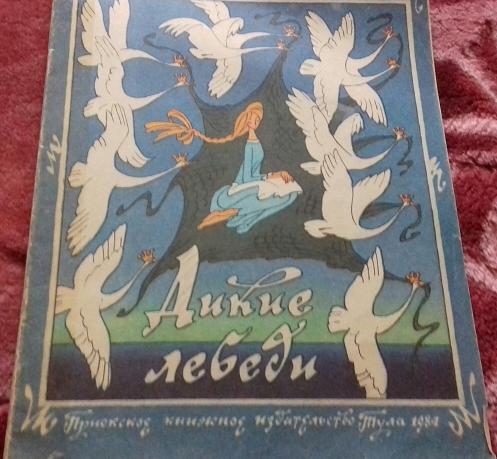 Дикие
лебеди
Приокское книжное издательство Тула 1984